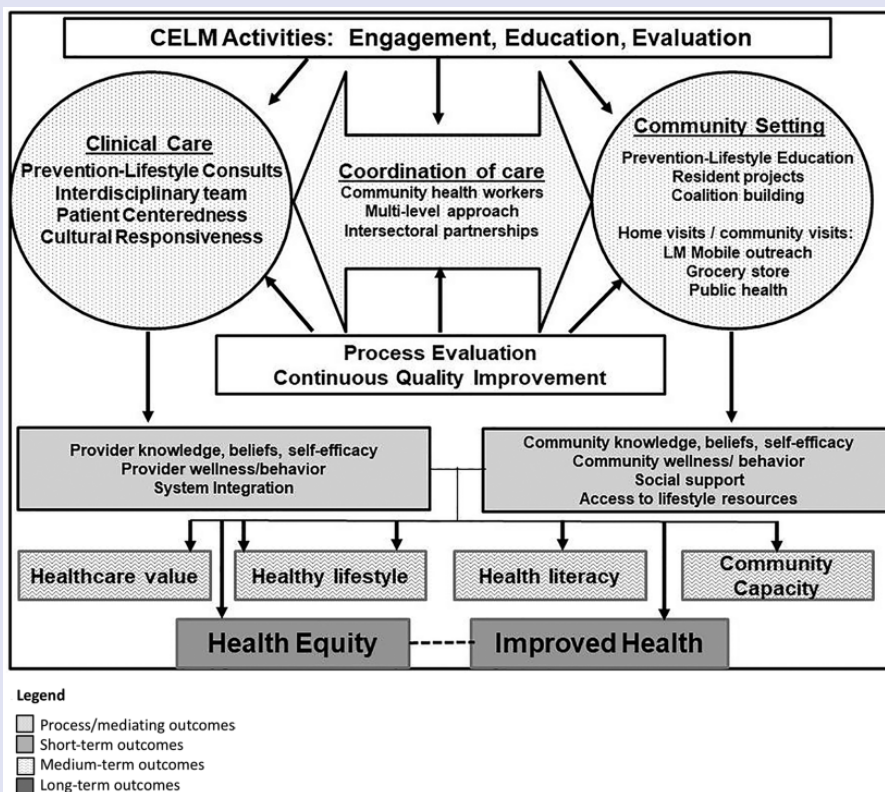 CELM Activities: Engagement, Education, Evaluation
Clinical Care
Prevention-Lifestyle Consults
Interdisciplinary team
Patient Centeredness
Cultural Responsiveness
Coordination of care
Community health workers
Multi-level approach
Intersectoral partnerships
Community Setting
Prevention-Lifestyle Education
Resident projects
Coalition building
Home visits / community visits:
LM Mobile outreach
Grocery store
Public health
Process Evaluation
Continuous Quality Improvement
Provider knowledge, beliefs, self-efficacy
Provider wellness/behavior
System Integration
Community knowledge, beliefs, self-efficacy
Community wellness/ behavior
Social support
Access to lifestyle resources
Healthcare value
Healthy lifestyle
Health literacy
Community
Capacity
Health Equity
Improved Health
Legend
Process/mediating outcomes
Short-term outcomes
Medium-term outcomes
Long-term outcomes